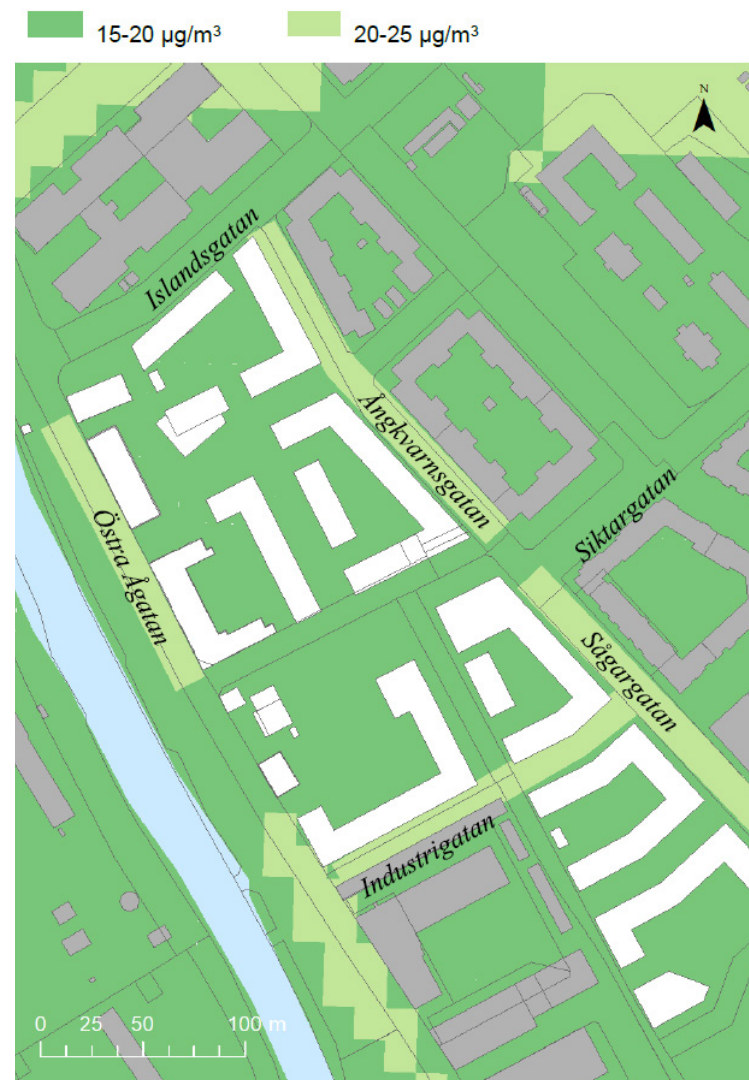 15-20 µg/m³
20-25 µg/m³
N
Islandsgatan
Ångkvarnsgatan
Siktargatan
Östra Ågatan
Sågargatan
Industrigatan
0 25 50 100 m